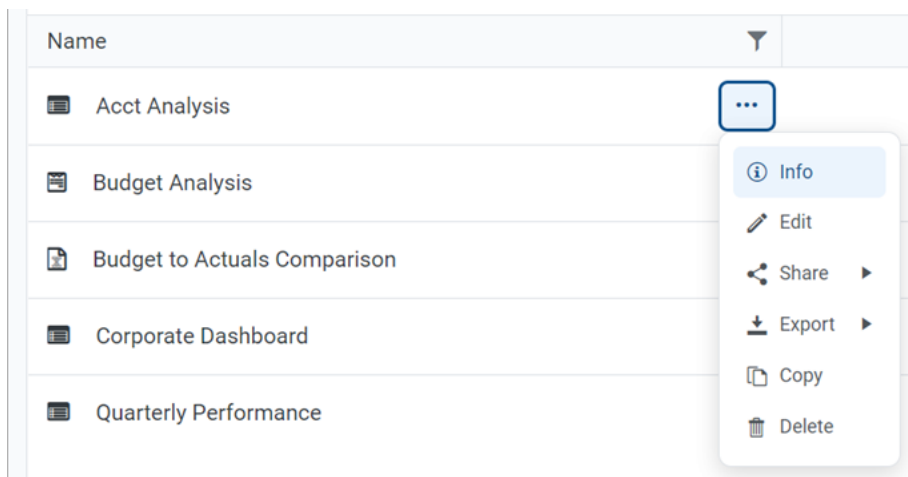 Name
Acct Analysis
Budget Analysis
Budget to Actuals Comparison
Corporate Dashboard
Quarterly Performance
Info
Edit
Share
Export
Copy
Delete